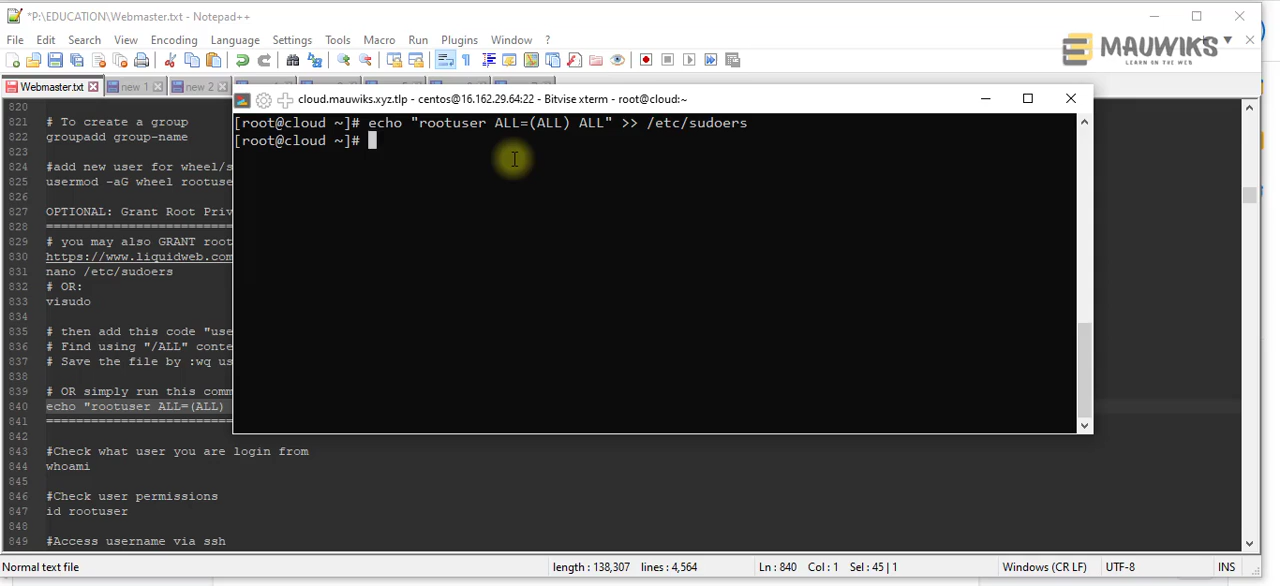 *P:\EDUCATION\Webmaster.txt - Notepad++
File Edit Search View Encoding Language Settings Tools Macro Run Plugins Window ?
MAUWIKS
LEARN ON THE WEB
Webmaster.txt new 1 new 2
cloud.mauwiks.xyz.tlp - centos@16.162.29.64:22 - Bitvise xterm - root@cloud:~
[root@cloud ~]# echo "rootuser ALL=(ALL) ALL" >> /etc/sudoers
[root@cloud ~]#
820
821 # To create a group
822 groupadd group-name
823
824 #add new user for wheel/s
825 usermod -aG wheel rootuse
826
827 OPTIONAL: Grant Root Priv
828 =========================
829 # you may also GRANT root
830 https://www.liquidweb.com
831 nano /etc/sudoers
832 # OR:
833 visudo
834
835 # then add this code "use
836 # Find using "/ALL" conte
837 # Save the file by :wq us
838
839 # OR simply run this comm
840 echo "rootuser ALL=(ALL)
841 =========================
842
843 #Check what user you are login from
844 whoami
845
846 #Check user permissions
847 id rootuser
848
849 #Access username via ssh
Normal text file length : 138,307 lines : 4,564 Ln : 840 Col : 1 Sel : 45 | 1 Windows (CR LF) UTF-8 INS